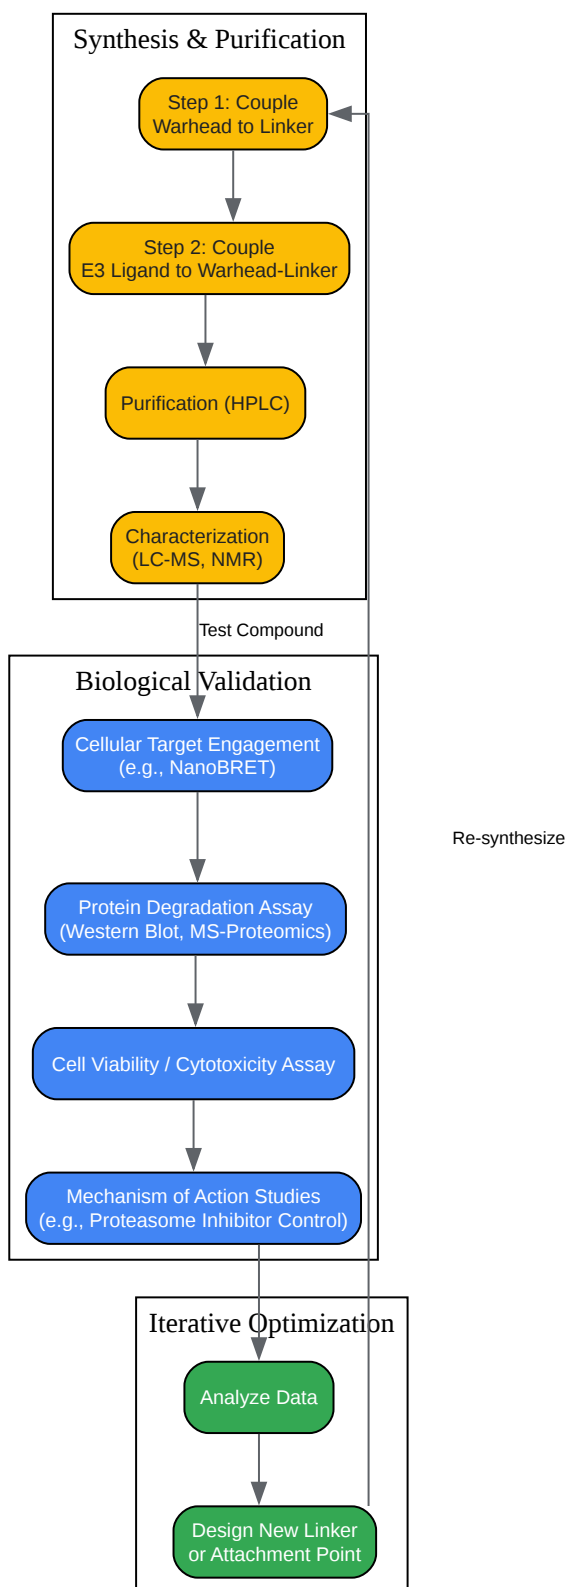 Synthesis & Purification
Step 1: Couple
Warhead to Linker
Step 2: Couple
E3 Ligand to Warhead-Linker
Purification (HPLC)
Characterization
(LC-MS, NMR)
Test Compound
Biological Validation
Cellular Target Engagement
(e.g., NanoBRET)
Re-synthesize
Protein Degradation Assay
(Western Blot, MS-Proteomics)
Cell Viability / Cytotoxicity Assay
Mechanism of Action Studies
(e.g., Proteasome Inhibitor Control)
Iterative Optimization
Analyze Data
Design New Linker
or Attachment Point